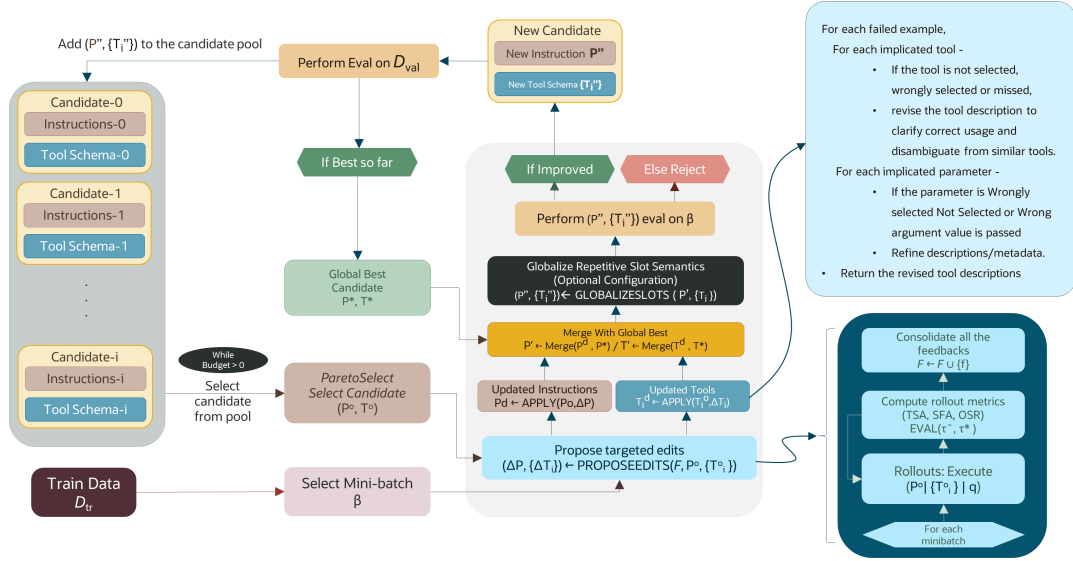 Add (P”, {Tᵢ”}) to the candidate pool
Candidate-0
Instructions-0
Tool Schema-0
Candidate-1
Instructions-1
Tool Schema-1
.
.
.
Candidate-i
Instructions-i
Tool Schema-i
Train Data
D_tr
While
Budget > 0
Select
candidate
from pool
Perform Eval on D_val
If Best so far
Global Best
Candidate
P*, T*
ParetoSelect
Select Candidate
(Pᵒ, Tᵒ)
Select Mini-batch
β
New Candidate
New Instruction P”
New Tool Schema {Tᵢ”}
If Improved
Else Reject
Perform (P”, {Tᵢ”}) eval on β
Globalize Repetitive Slot Semantics
(Optional Configuration)
(P”, {Tᵢ”})← GLOBALIZESLOTS ( P’, {Tᵢ })
Merge With Global Best
P’ ← Merge(Pᵈ , P*) / T’ ← Merge(Tᵈ , T*)
Updated Instructions
Pd ← APPLY(Po,ΔP)
Updated Tools
Tᵢᵈ ← APPLY(Tᵢᵒ,ΔTᵢ)
Propose targeted edits
(ΔP, {ΔTᵢ}) ← PROPOSEEDITS(F, Pᵒ, {Tᵒᵢ })
For each failed example,
For each implicated tool -
• If the tool is not selected,
wrongly selected or missed,
• revise the tool description to
clarify correct usage and
disambiguate from similar tools.
For each implicated parameter -
• If the parameter is Wrongly
selected Not Selected or Wrong
argument value is passed
• Refine descriptions/metadata.
• Return the revised tool descriptions
Consolidate all the
feedbacks
F ← F ∪ {f}
Compute rollout metrics
(TSA, SFA, OSR)
EVAL(τˆ, τ* )
Rollouts: Execute
(Pᵒ| {Tᵒᵢ } | q)
For each
minibatch